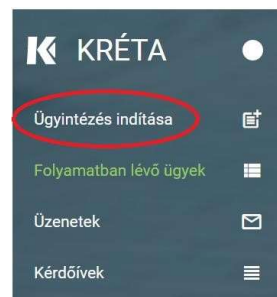 KRÉTA
Ügyintézés indítása
Folyamatban lévő ügyek
Üzenetek
Kérdőívek